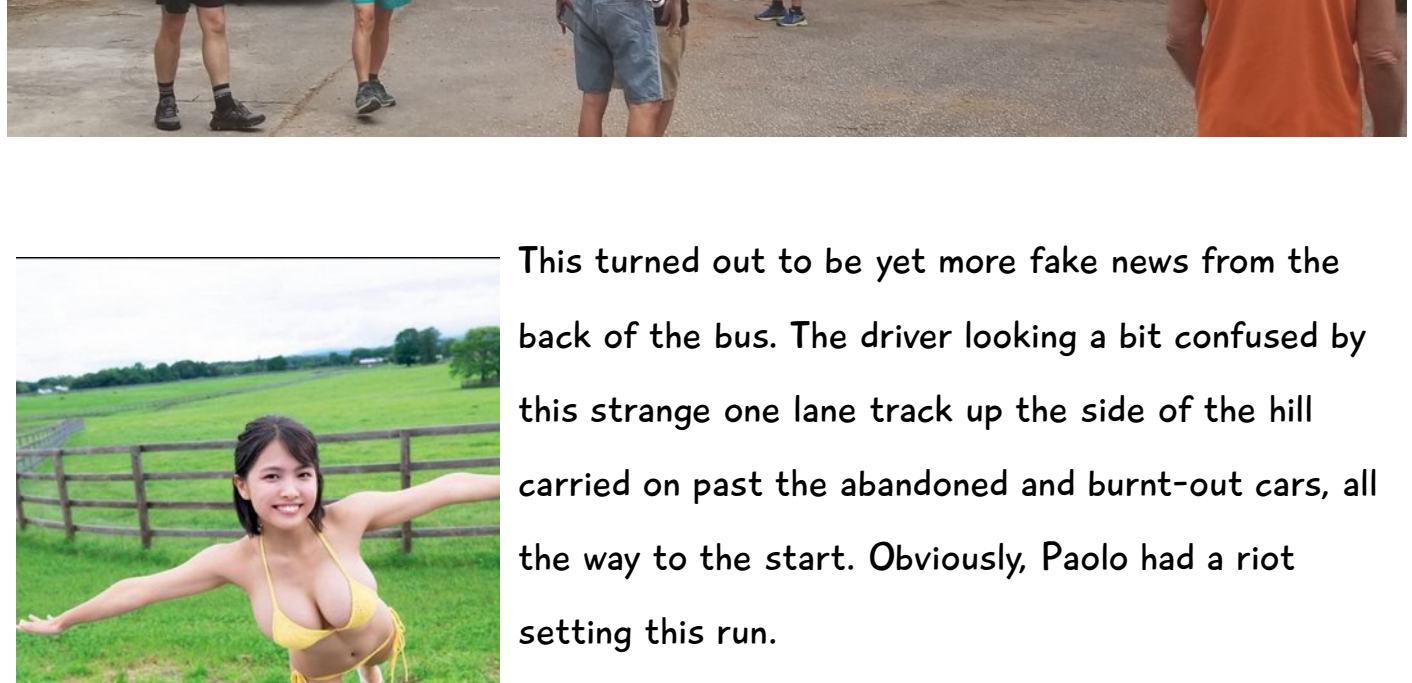 This turned out to be yet more fake news from the
back of the bus. The driver looking a bit confused by
this strange one lane track up the side of the hill
carried on past the abandoned and burnt-out cars, all
the way to the start. Obviously, Paolo had a riot
setting this run.